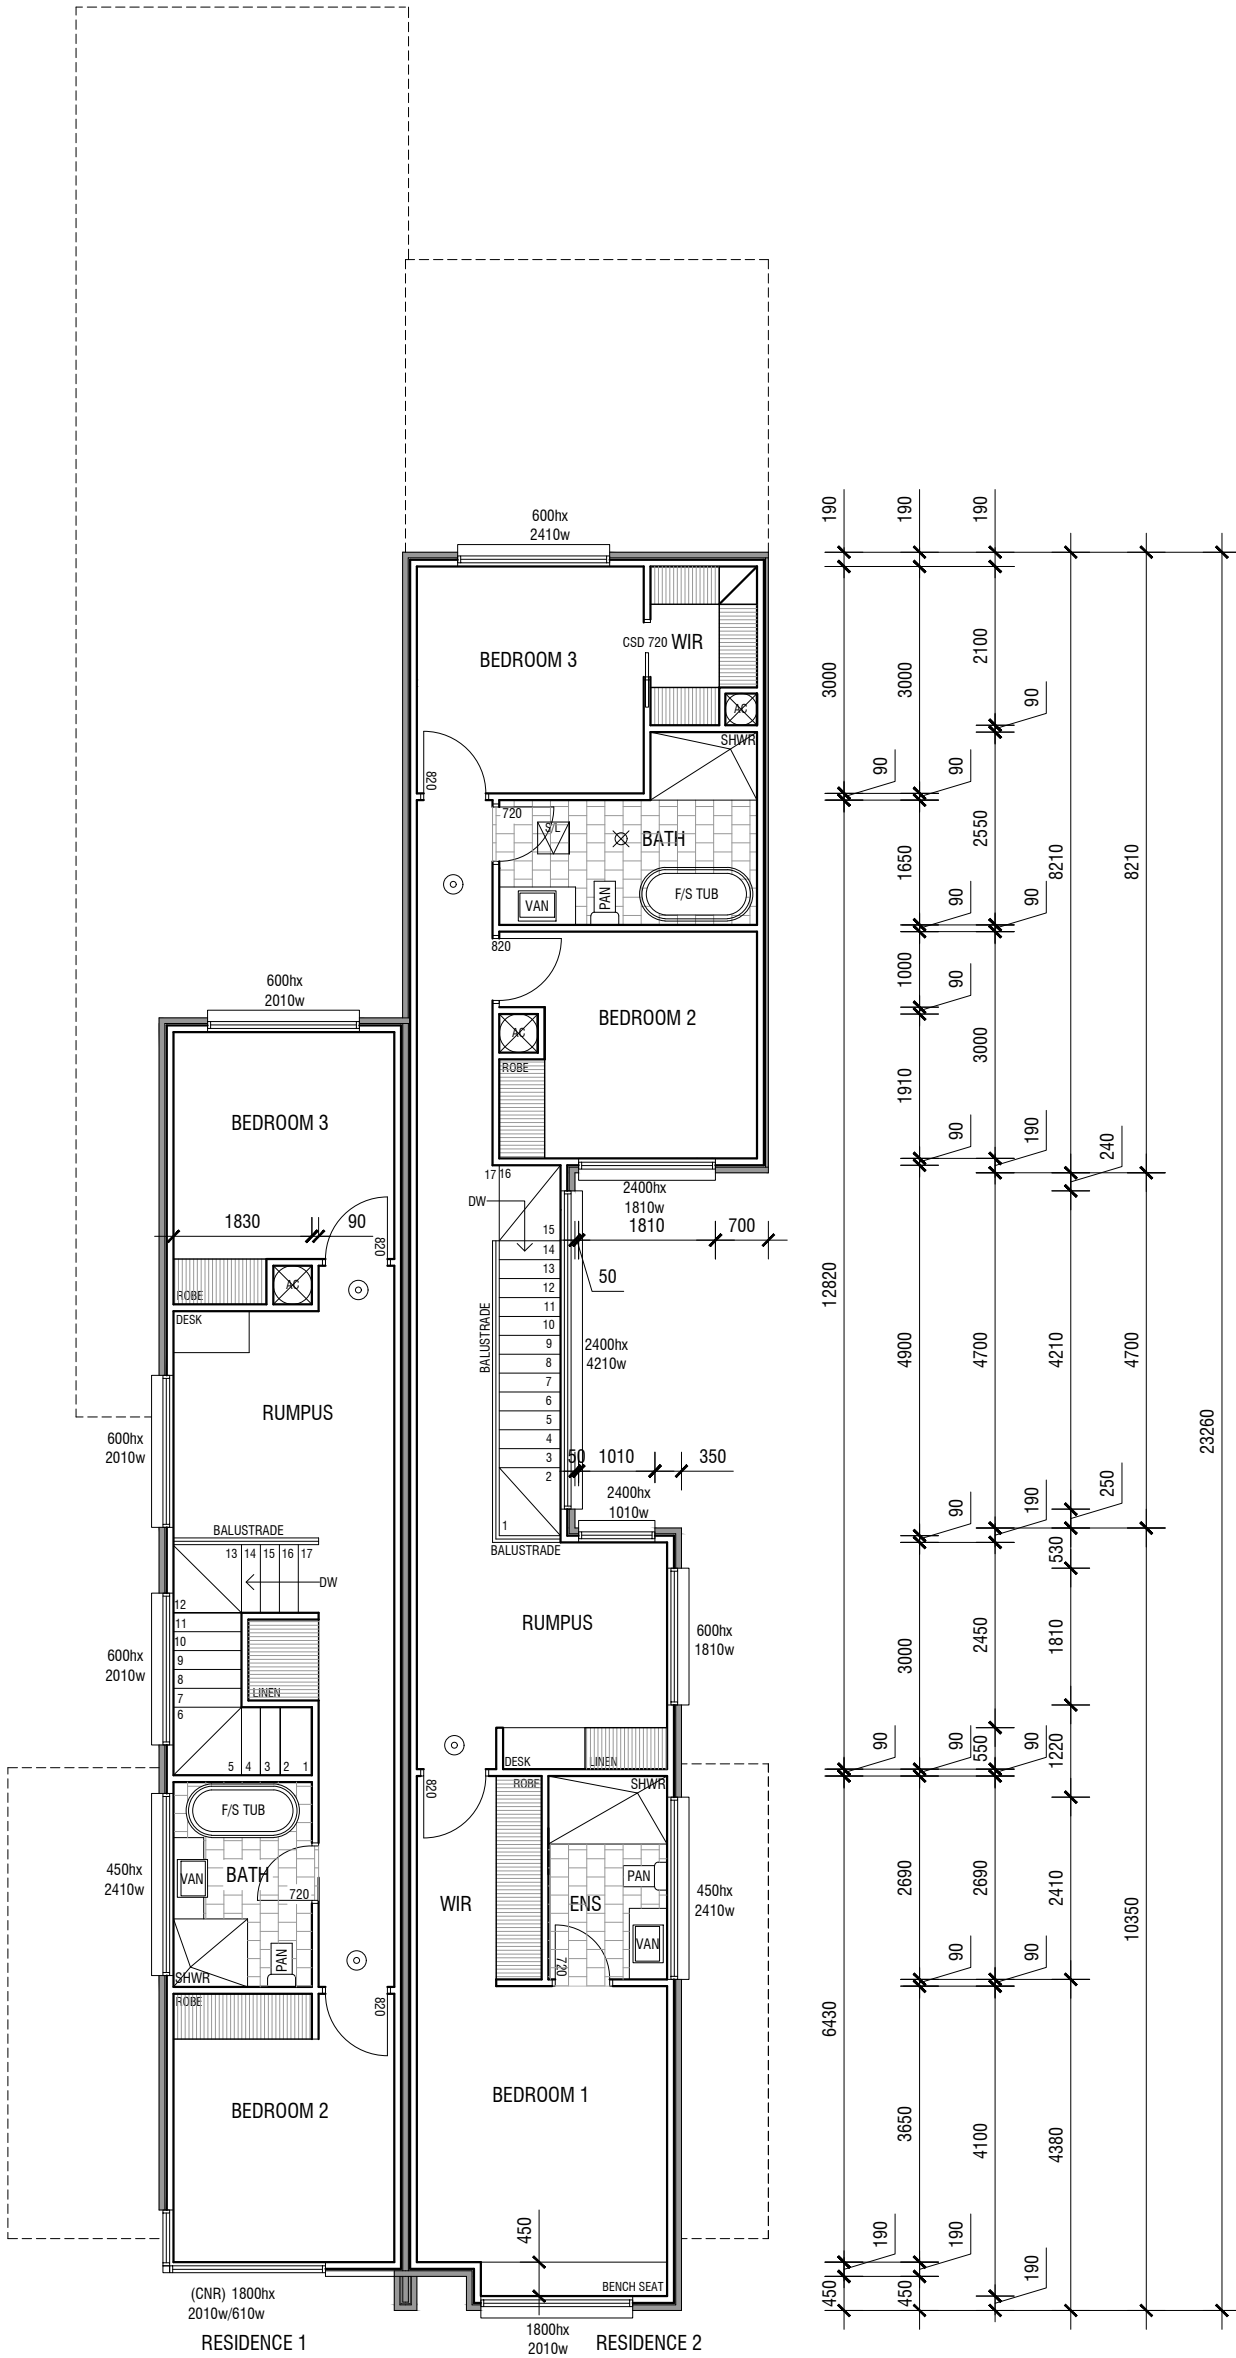 600hx
2410w
BEDROOM 3
CSD 720
WIR
AC
SHWR
820
720
S/L
BATH
VAN
PAN
F/S TUB
820
BEDROOM 2
AC
ROBE
17
16
DW
2400hx
1810w
1810
700
50
15
14
13
12
11
10
9
8
7
6
5
4
3
2
1
BALUSTRADE
2400hx
4210w
50
1010
350
2400hx
1010w
BALUSTRADE
RUMPUS
600hx
1810w
DESK
LINEN
820
ROBE
SHWR
WIR
ENS
PAN
VAN
720
450hx
2410w
BEDROOM 1
450
BENCH SEAT
1800hx
2010w
RESIDENCE 2
600hx
2010w
BEDROOM 3
1830
90
820
ROBE
AC
DESK
RUMPUS
600hx
2010w
BALUSTRADE
13
14
15
16
17
DW
12
11
10
9
8
7
6
5
4
3
2
1
LINEN
600hx
2010w
F/S TUB
BATH
VAN
720
450hx
2410w
SHWR
PAN
ROBE
820
BEDROOM 2
(CNR) 1800hx
2010w/610w
RESIDENCE 1
190
3000
90
12820
90
6430
190
450
190
3000
90
1650
90
1000
90
1910
90
4900
90
3000
90
2690
90
3650
190
450
190
2100
90
2550
90
3000
190
4700
190
2450
550
90
2690
90
4100
190
8210
240
4210
250
530
1810
1220
2410
4380
8210
4700
10350
23260